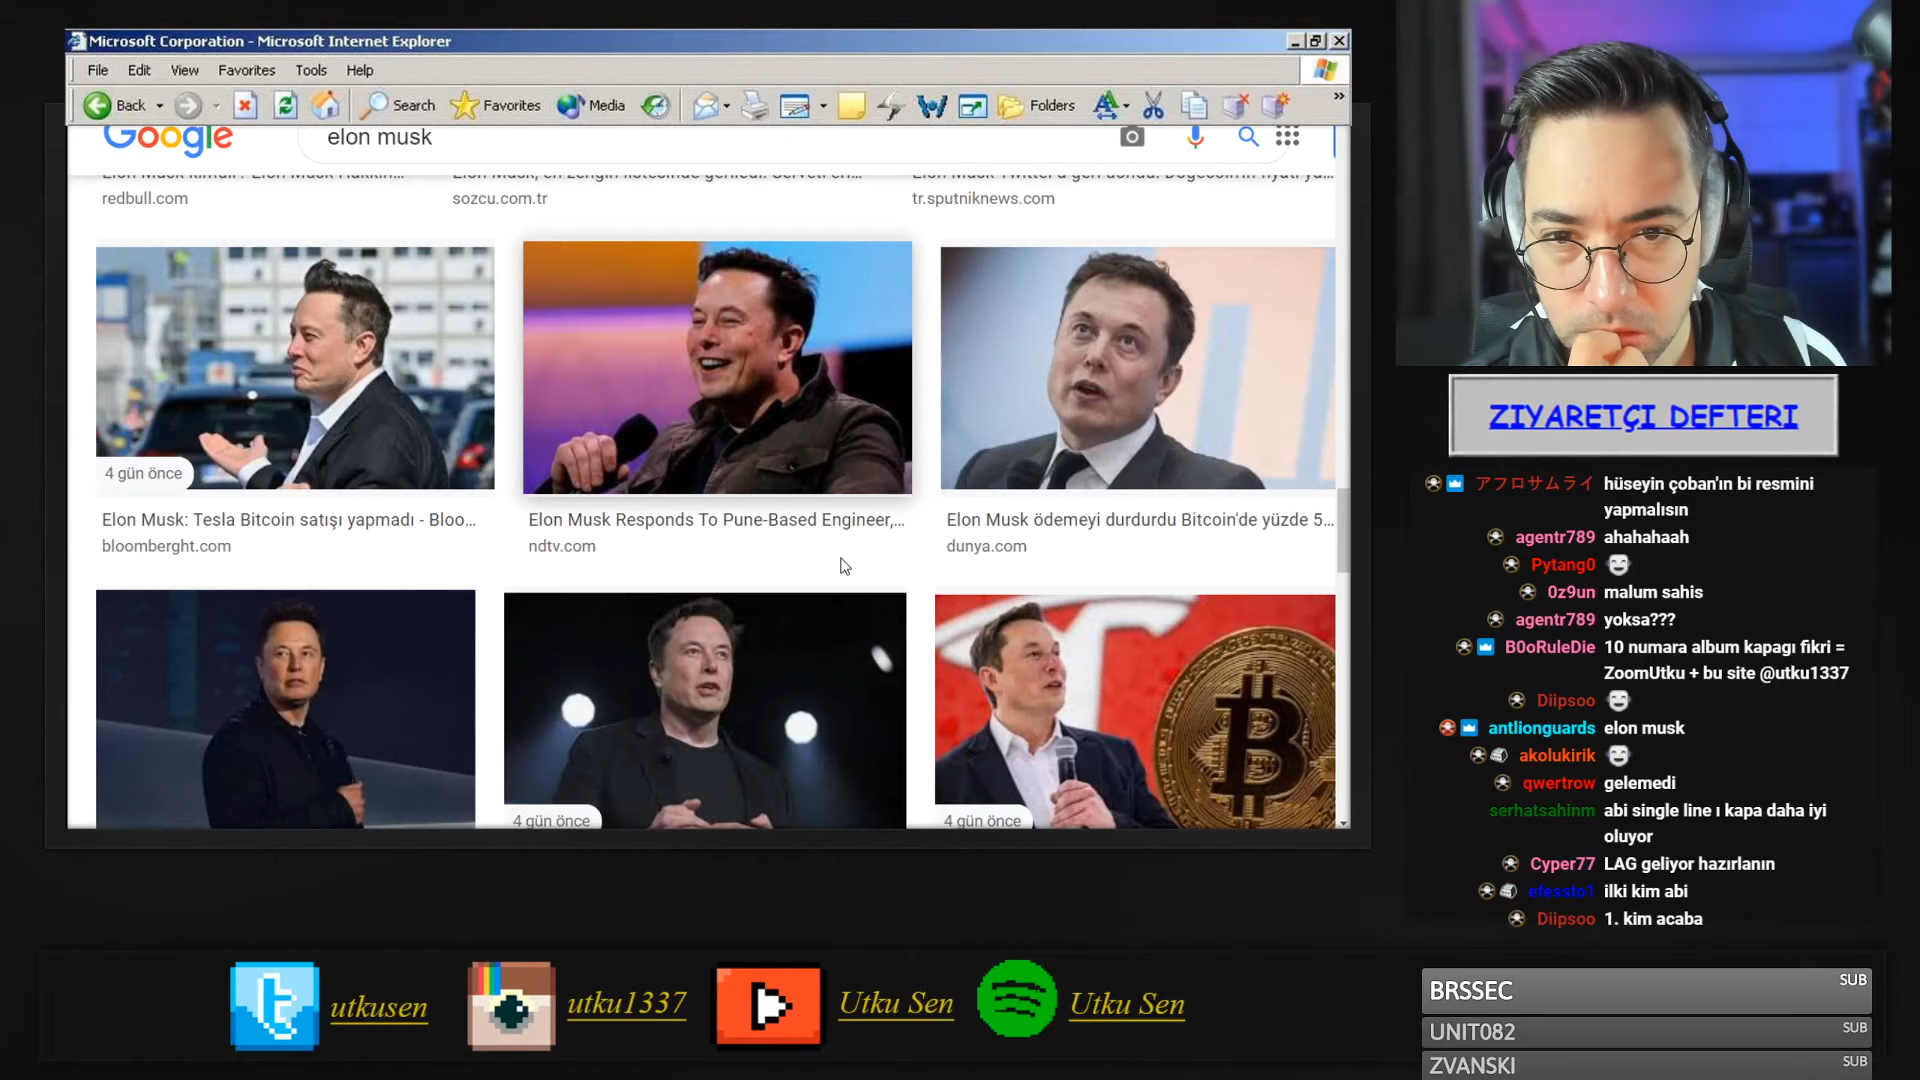 Microsoft Corporation - Microsoft Internet Explorer
File Edit View Favorites Tools Help
Back Search Favorites Media Folders
Google elon musk
redbull.com sozcu.com.tr tr.sputniknews.com
4 gün önce
Elon Musk: Tesla Bitcoin satışı yapmadı - Bloo... Elon Musk Responds To Pune-Based Engineer,... Elon Musk ödemeyi durdurdu Bitcoin'de yüzde 5...
bloomberght.com ndtv.com dunya.com
4 gün önce 4 gün önce
ZIYARETÇI DEFTERI
アフロサムライ hüseyin çoban'ın bi resmini
yapmalısın
agentr789 ahahahaah
Pytang0
0z9un malum sahis
agentr789 yoksa???
B0oRuleDie 10 numara album kapagı fikri =
ZoomUtku + bu site @utku1337
Diipsoo
antlionguards elon musk
akolukirik
qwertrow gelemedi
serhatsahinm abi single line ı kapa daha iyi
oluyor
Cyper77 LAG geliyor hazırlanın
efessto1 ilki kim abi
Diipsoo 1. kim acaba
utkusen utku1337 Utku Sen Utku Sen
BRSSEC SUB
UNIT082 SUB
ZVANSKI SUB